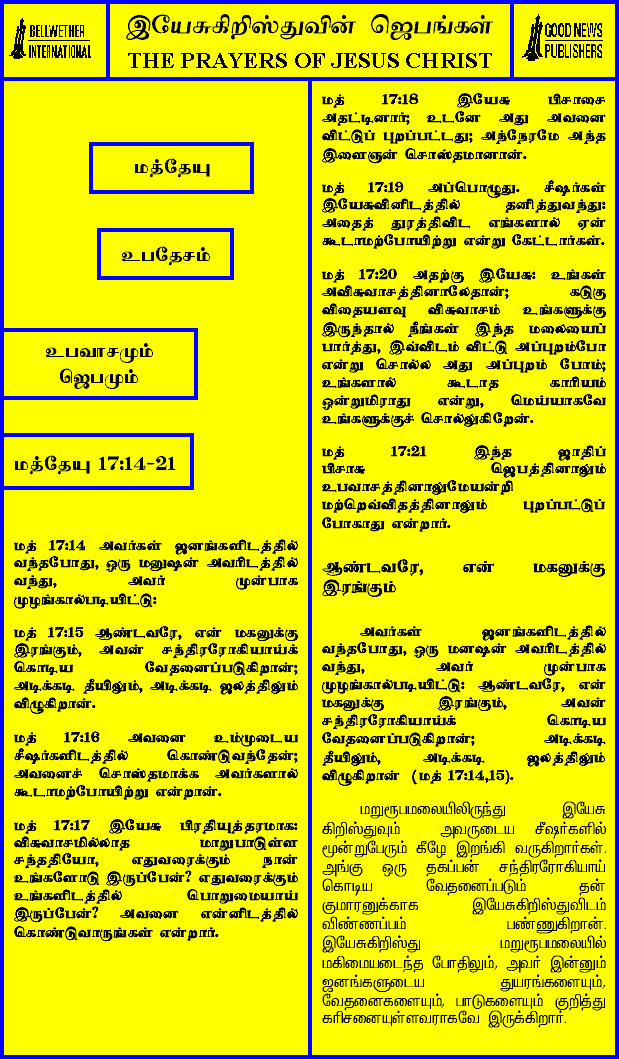 BELLWETHER
INTERNATIONAL
இயேசுகிறிஸ்துவின் ஜெபங்கள்
THE PRAYERS OF JESUS CHRIST
GOOD NEWS
PUBLISHERS
மத்தேயு
உபதேசம்
உபவாசமும்
ஜெபமும்
மத்தேயு 17:14-21
மத் 17:14 அவர்கள் ஜனங்களிடத்தில்
வந்தபோது, ஒரு மனுஷன் அவரிடத்தில்
வந்து, அவர் முன்பாக
முழங்கால்படியிட்டு:
மத் 17:15 ஆண்டவரே, என் மகனுக்கு
இரங்கும், அவன் சந்திரரோகியாய்க்
கொடிய வேதனைப்படுகிறான்;
அடிக்கடி தீயிலும், அடிக்கடி ஜலத்திலும்
விழுகிறான்.
மத் 17:16 அவனை உம்முடைய
சீஷர்களிடத்தில் கொண்டுவந்தேன்;
அவனைச் சொஸ்தமாக்க அவர்களால்
கூடாமற்போயிற்று என்றான்.
மத் 17:17 இயேசு பிரதியுத்தரமாக:
விசுவாசமில்லாத மாறுபாடுள்ள
சந்ததியே, எதுவரைக்கும் நான்
உங்களோடு இருப்பேன்? எதுவரைக்கும்
உங்களிடத்தில் பொறுமையாய்
இருப்பேன்? அவனை என்னிடத்தில்
கொண்டுவாருங்கள் என்றார்.
மத் 17:18 இயேசு பிசாசை
அதட்டினார்; உடனே அது அவனை
விட்டுப் புறப்பட்டது; அந்நேரமே அந்த
இளைஞன் சொஸ்தமானான்.
மத் 17:19 அப்பொழுது. சீஷர்கள்
இயேசுவினிடத்தில் தனித்துவந்து:
அதைத் துரத்திவிட எங்களால் ஏன்
கூடாமற்போயிற்று என்று கேட்டார்கள்.
மத் 17:20 அதற்கு இயேசு: உங்கள்
அவிசுவாசத்தினாலேதான்; கடுகு
விதையளவு விசுவாசம் உங்களுக்கு
இருந்தால் நீங்கள் இந்த மலையைப்
பார்த்து, இவ்விடம் விட்டு அப்புறம்போ
என்று சொல்ல அது அப்புறம் போம்;
உங்களால் கூடாத காரியம்
ஒன்றுமிராது என்று, மெய்யாகவே
உங்களுக்குச் சொல்லுகிறேன்.
மத் 17:21 இந்த ஜாதிப்
பிசாசு ஜெபத்தினாலும்
உபவாசத்தினாலுமேயன்றி
மற்றெவ்விதத்தினாலும் புறப்பட்டுப்
போகாது என்றார்.
ஆண்டவரே, என் மகனுக்கு
இரங்கும்
அவர்கள் ஜனங்களிடத்தில்
வந்தபோது, ஒரு மனஷன் அவரிடத்தில்
வந்து, அவர் முன்பாக
முழங்கால்படியிட்டு: ஆண்டவரே, என்
மகனுக்கு இரங்கும், அவன்
சந்திரரோகியாய்க் கொடிய
வேதனைப்படுகிறான்; அடிக்கடி
தீயிலும், அடிக்கடி ஜலத்திலும்
விழுகிறான் (மத் 17:14,15).
மறுரூபமலையிலிருந்து இயேசு
கிறிஸ்துவும் அவருடைய சீஷர்களில்
மூன்றுபேரும் கீழே இறங்கி வருகிறார்கள்.
அங்கு ஒரு தகப்பன் சந்திரரோகியாய்
கொடிய வேதனைப்படும் தன்
குமாரனுக்காக இயேசுகிறிஸ்துவிடம்
விண்ணப்பம் பண்ணுகிறான்.
இயேசுகிறிஸ்து மறுரூபமலையில்
மகிமையடைந்த போதிலும், அவர் இன்னும்
ஜனங்களுடைய துயரங்களையும்,
வேதனைகளையும், பாடுகளையும் குறித்து
கரிசனையுள்ளவராகவே இருக்கிறார்.